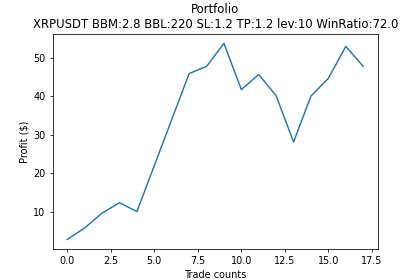 Portfolio
XRPUSDT BBM:2.8 BBL:220 SL:1.2 TP:1.2 lev:10 WinRatio:72.0
50
40
30
20
10
Profit ($)
0.0 2.5 5.0 7.5 10.0 12.5 15.0 17.5
Trade counts